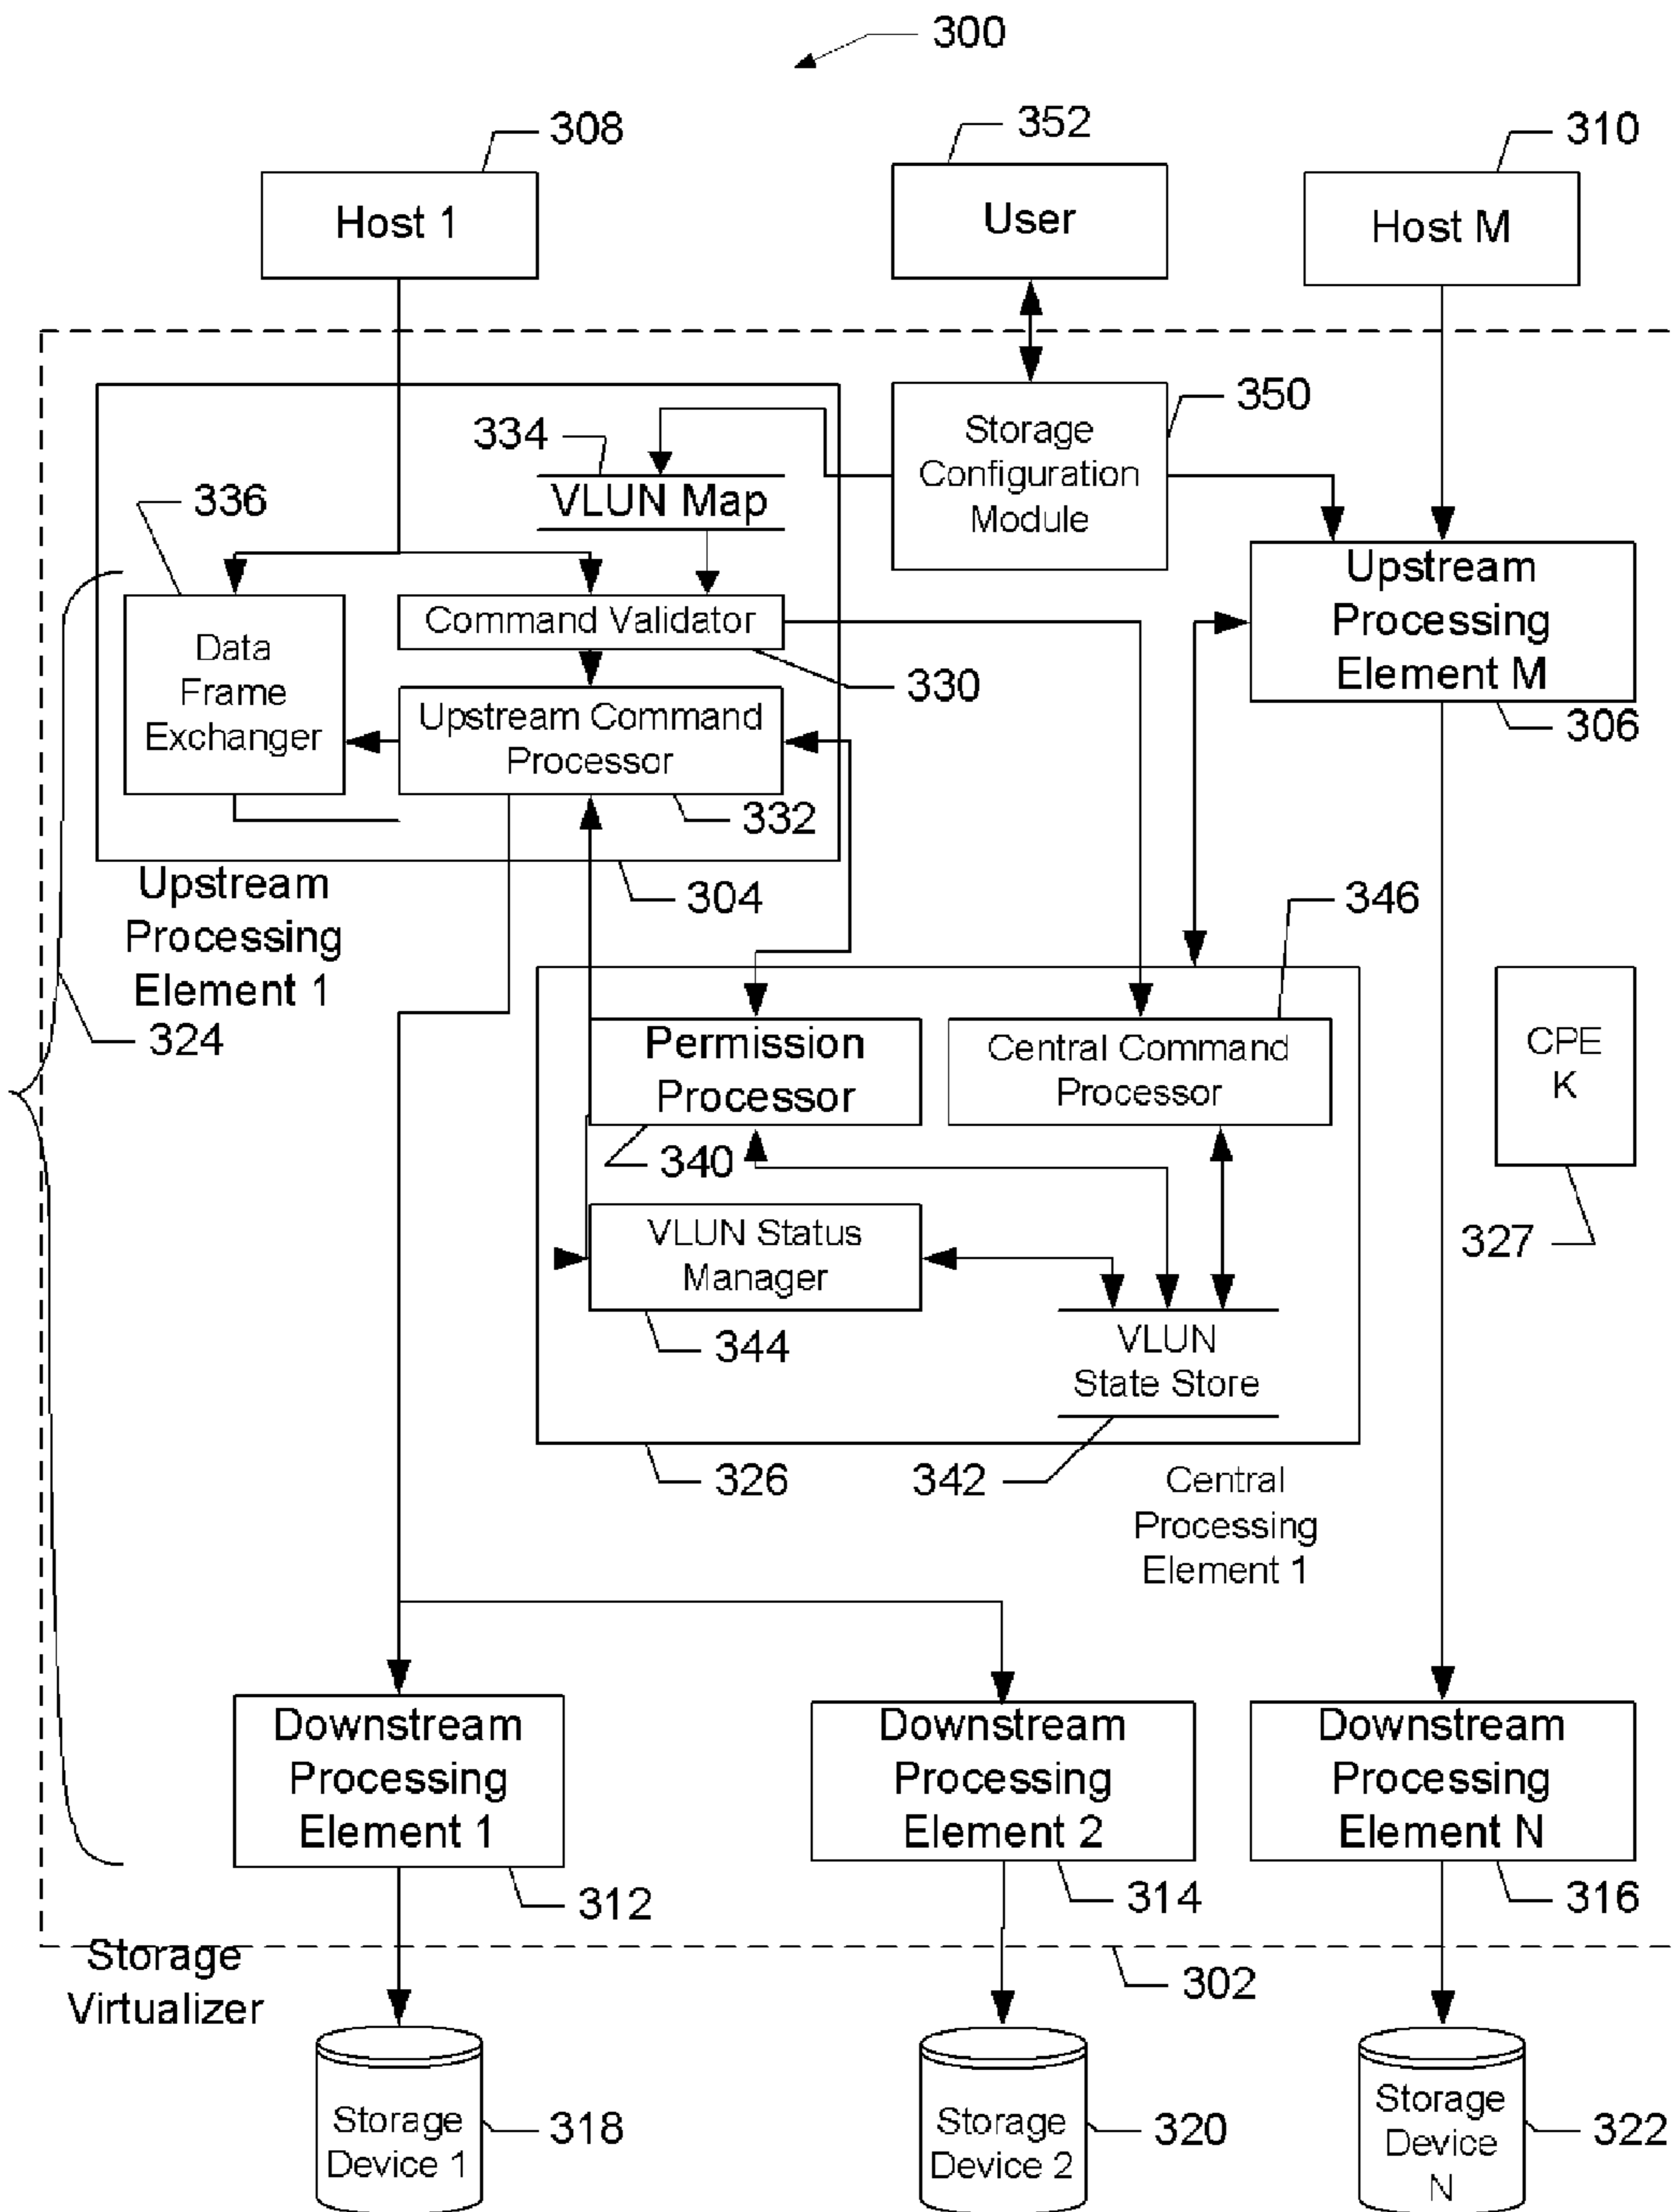 300
308
352
310
Host 1
User
Host M
334
VLUN Map
350
Storage
Configuration
Module
336
Data
Frame
Exchanger
Command Validator
330
Upstream
Processing
Element M
306
Upstream Command
Processor
332
304
Upstream
Processing
Element 1
324
346
Permission
Processor
Central Command
Processor
CPE
K
340
327
VLUN Status
Manager
344
VLUN
State Store
326
342
Central
Processing
Element 1
Downstream
Processing
Element 1
Downstream
Processing
Element 2
Downstream
Processing
Element N
312
314
316
Storage
Virtualizer
302
Storage
Device 1
318
Storage
Device 2
320
Storage
Device
N
322